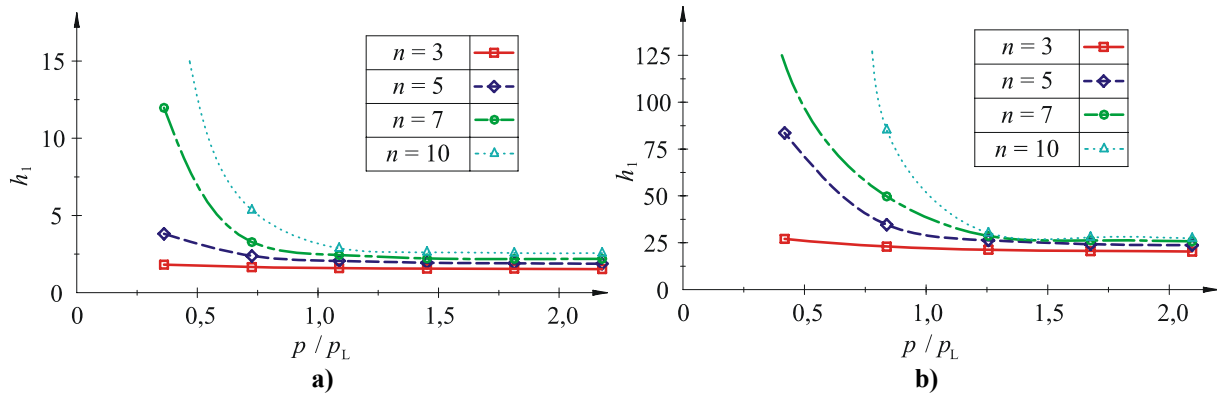 15
10
5
0
h₁
0
0,5
1,0
1,5
2,0
p / p_L
n = 3
n = 5
n = 7
n = 10
a)
125
100
75
50
25
0
h₁
0
0,5
1,0
1,5
2,0
p / p_L
n = 3
n = 5
n = 7
n = 10
b)